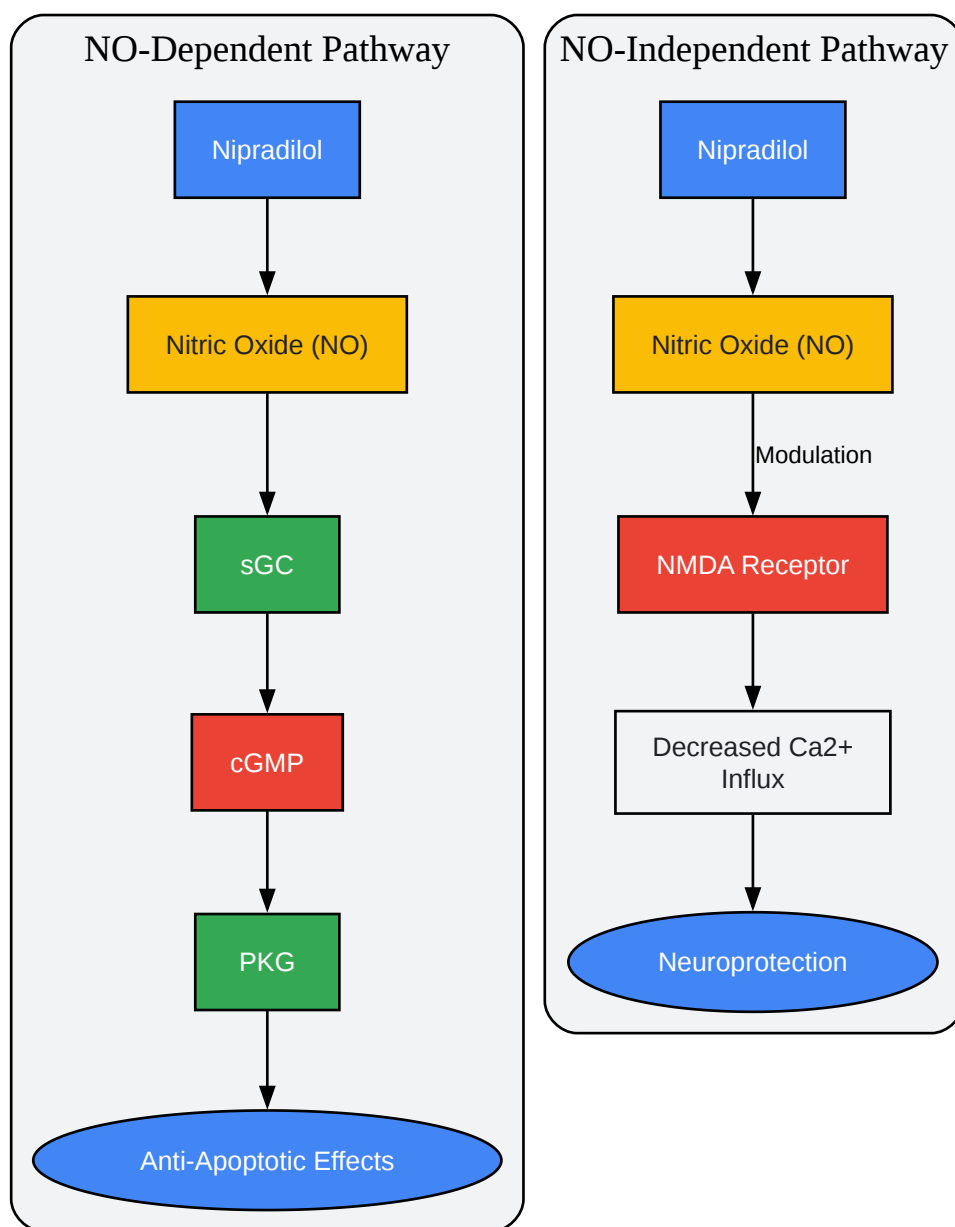 NO-Dependent Pathway
Nipradilol
Nitric Oxide (NO)
sGC
cGMP
PKG
Anti-Apoptotic Effects
NO-Independent Pathway
Nipradilol
Nitric Oxide (NO)
Modulation
NMDA Receptor
Decreased Ca2+
Influx
Neuroprotection